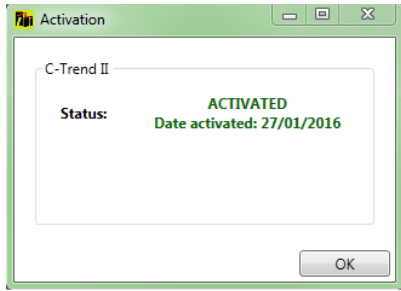 Activation
C-Trend II
Status:
ACTIVATED
Date activated: 27/01/2016
OK